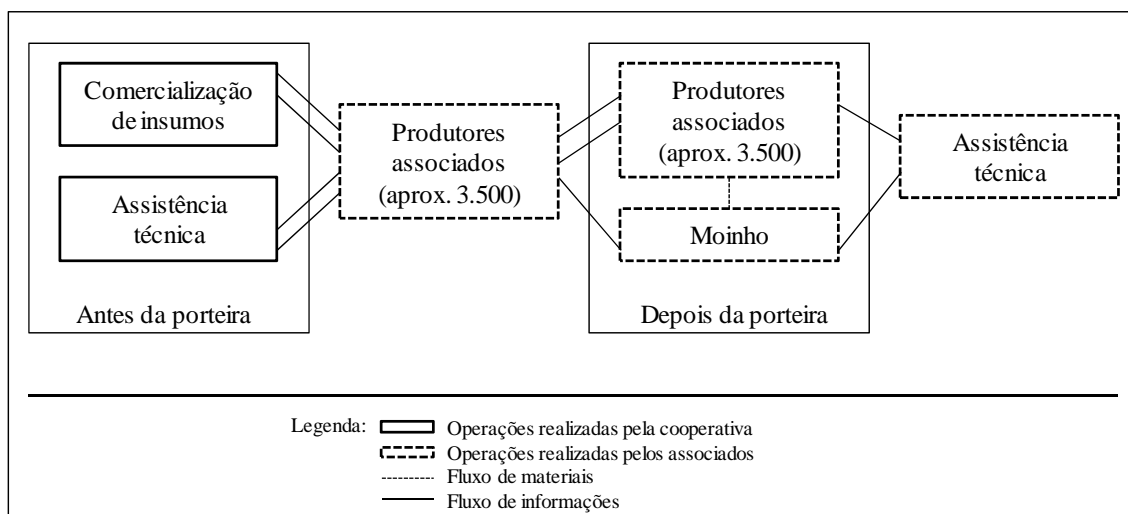 Comercialização
de insumos
Assistência
técnica
Antes da porteira
Produtores
associados
(aprox. 3.500)
Produtores
associados
(aprox. 3.500)
Moinho
Depois da porteira
Assistência
técnica
Legenda:
Operações realizadas pela cooperativa
Operações realizadas pelos associados
Fluxo de materiais
Fluxo de informações